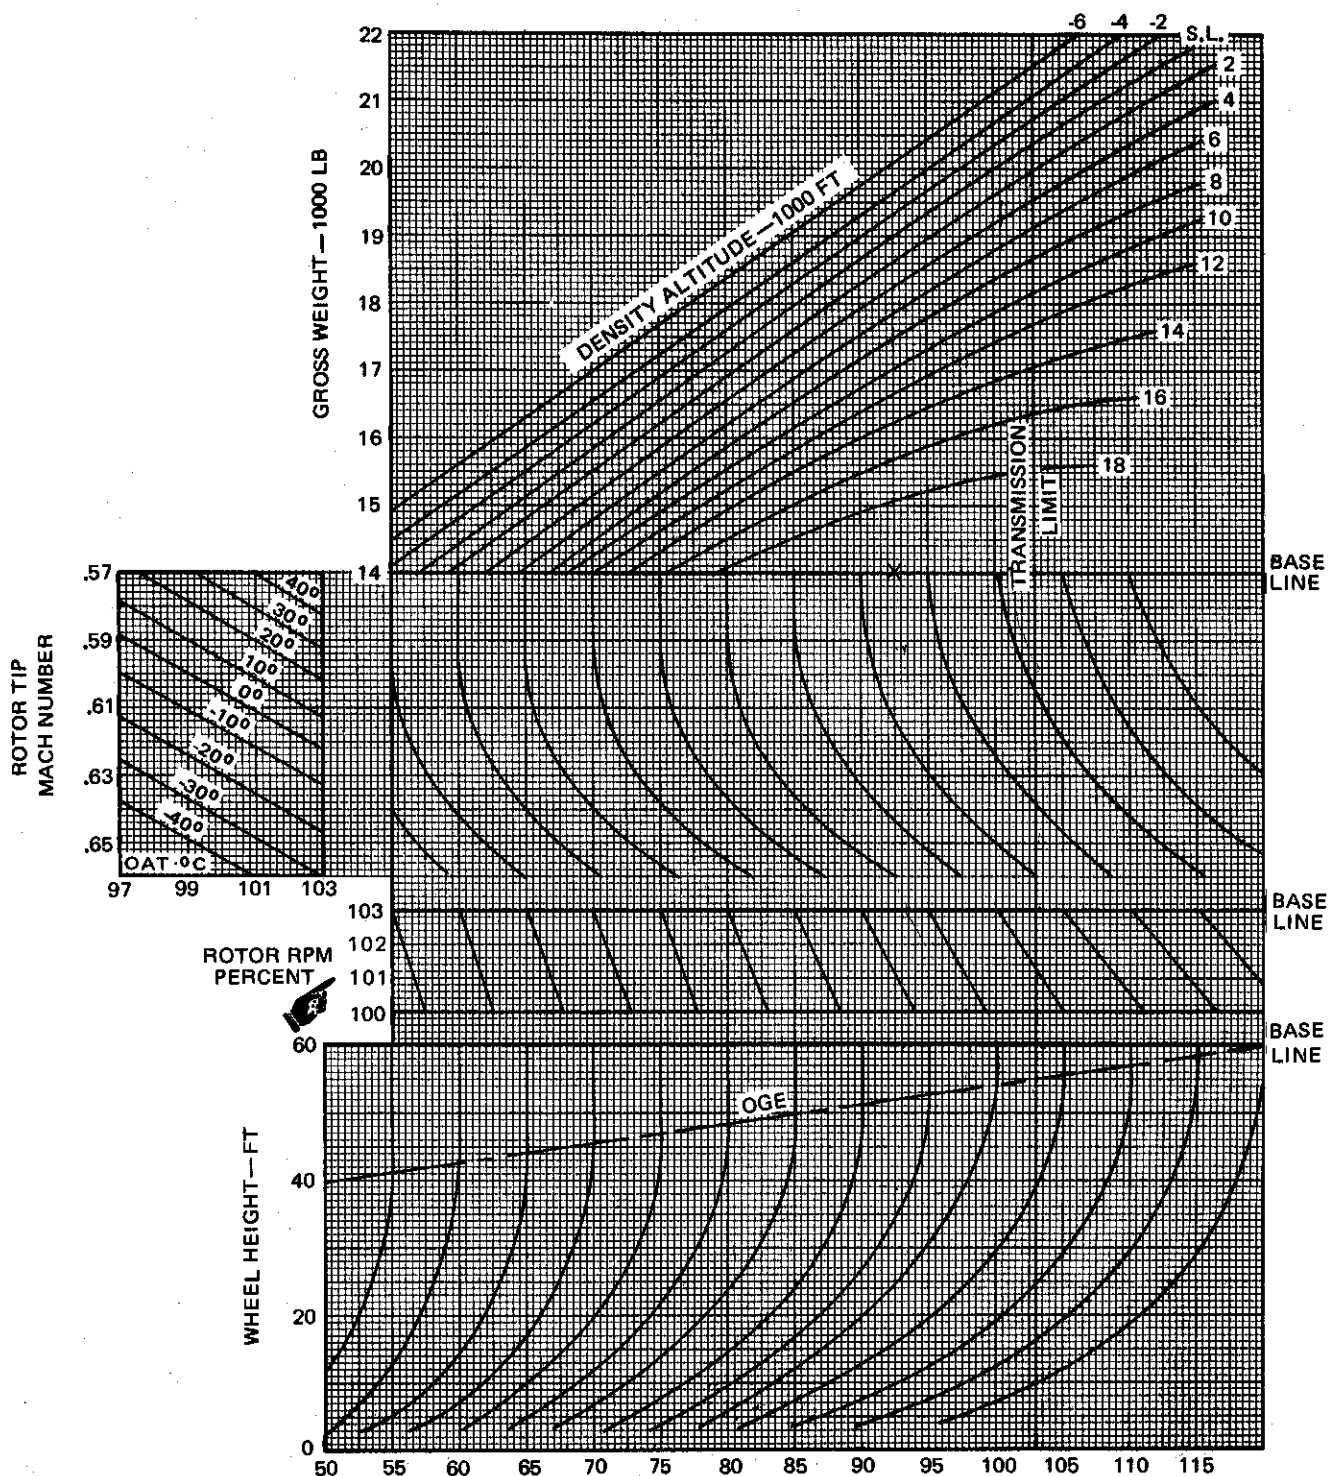 -6 -4 -2
S.L.
2
4
6
8
10
12
14
16
18
22
21
20
19
18
17
16
15
14
GROSS WEIGHT—1000 LB
DENSITY ALTITUDE—1000 FT
TRANSMISSION
LIMIT
BASE
LINE
.57
.59
.61
.63
.65
ROTOR TIP
MACH NUMBER
40°
30°
20°
10°
0°
-10°
-20°
-30°
-40°
OAT·°C
97 99 101 103
BASE
LINE
103
102
101
100
ROTOR RPM
PERCENT
BASE
LINE
60
40
20
0
WHEEL HEIGHT—FT
OGE
50 55 60 65 70 75 80 85 90 95 100 105 110 115